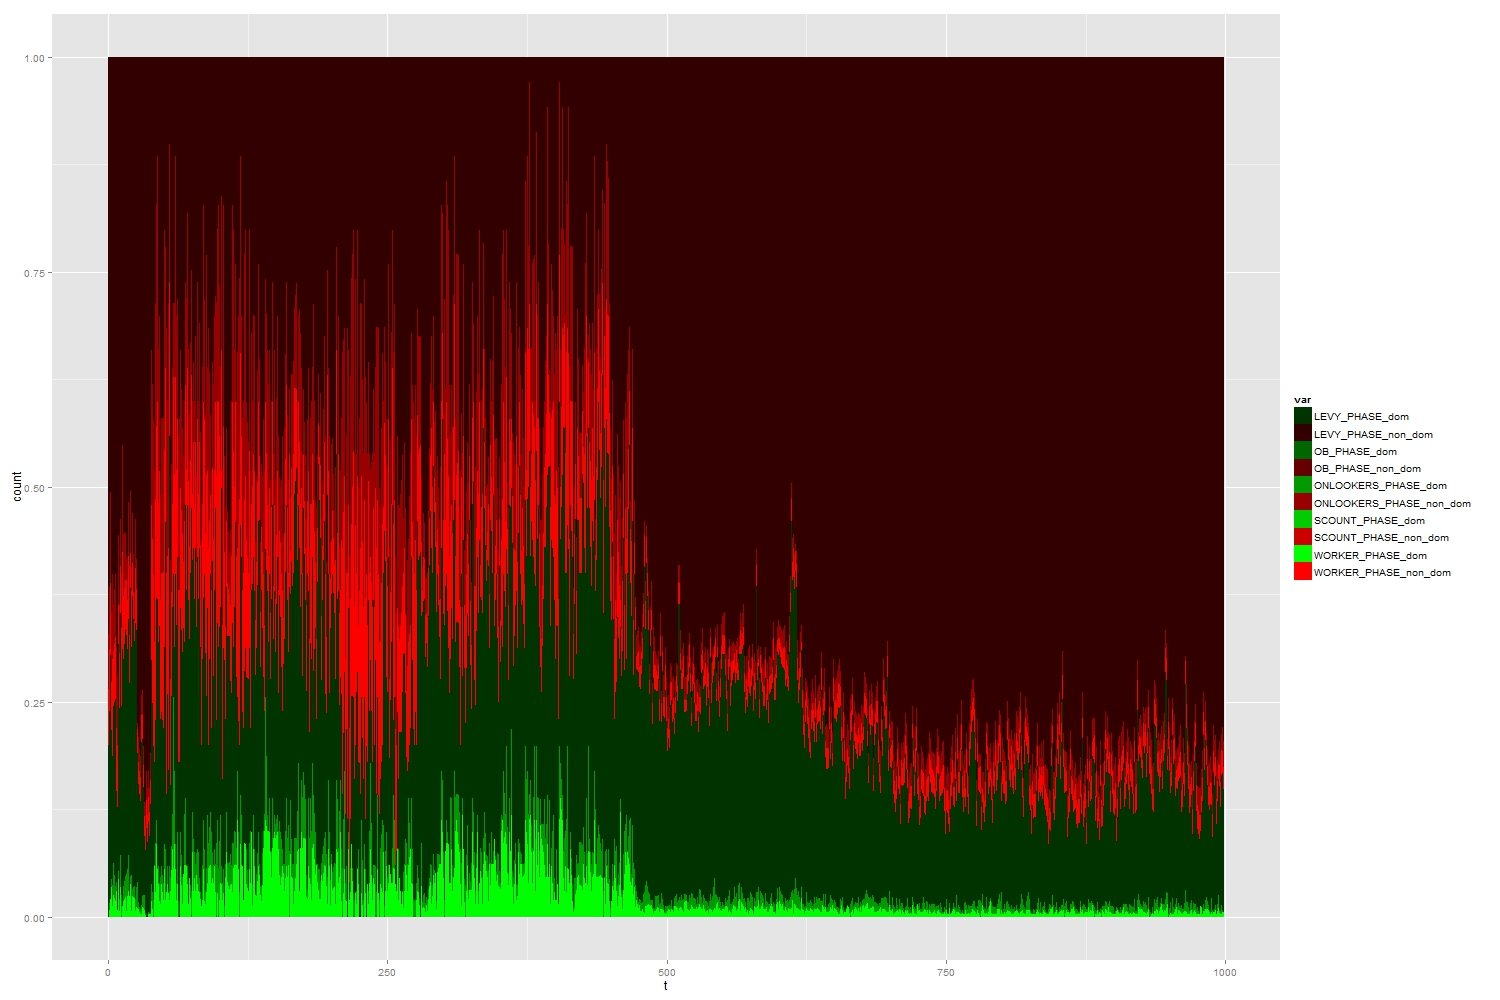 1.00
0.75
0.50
0.25
0.00
count
0
250
500
750
1000
t
var
LEVY_PHASE_dom
LEVY_PHASE_non_dom
OB_PHASE_dom
OB_PHASE_non_dom
ONLOOKERS_PHASE_dom
ONLOOKERS_PHASE_non_dom
SCOUNT_PHASE_dom
SCOUNT_PHASE_non_dom
WORKER_PHASE_dom
WORKER_PHASE_non_dom